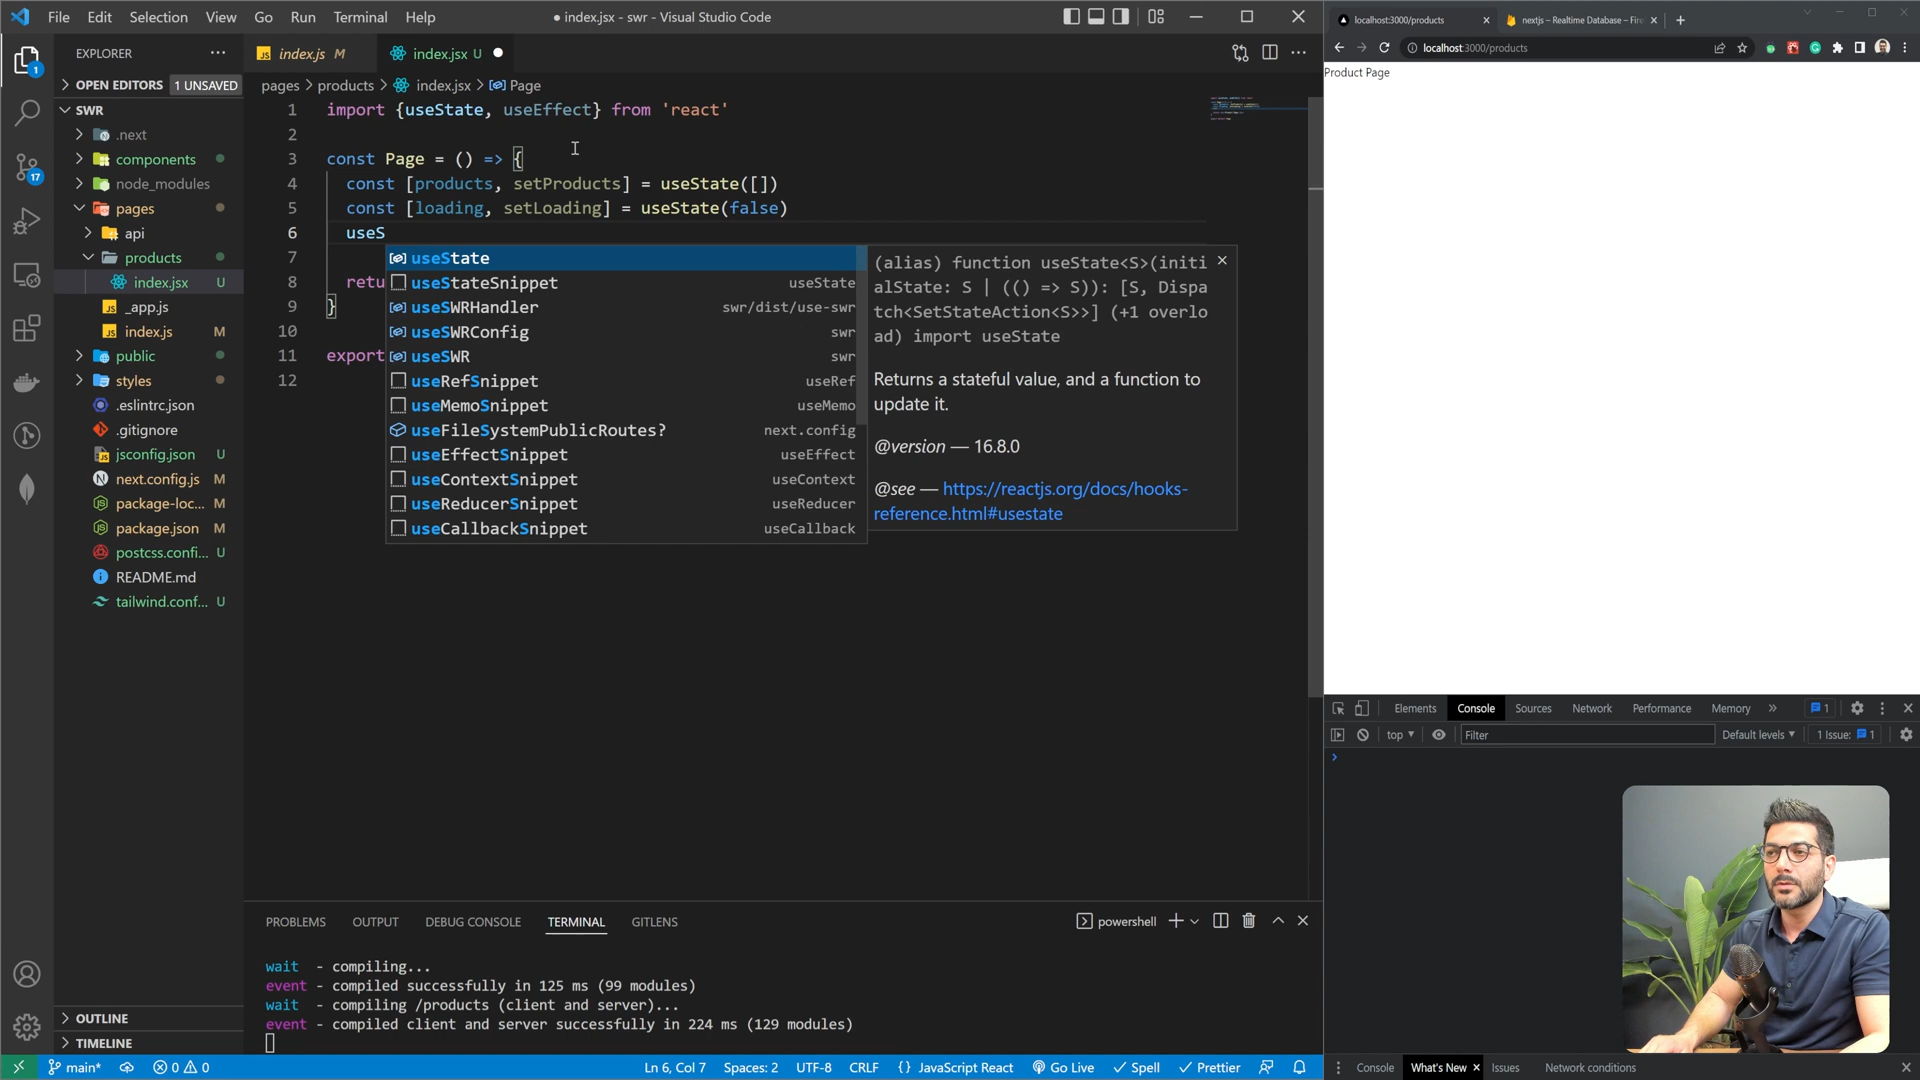 File Edit Selection View Go Run Terminal Help
● index.jsx - swr - Visual Studio Code
EXPLORER
OPEN EDITORS 1 UNSAVED
SWR
.next
components
node_modules
pages
api
products
index.jsx U
_app.js
index.js M
public
styles
.eslintrc.json
.gitignore
jsconfig.json
next.config.js M
package-loc... M
package.json M
postcss.confi... U
README.md
tailwind.conf... U
OUTLINE
TIMELINE
1
17
index.js M
index.jsx U ●
pages > products > index.jsx > Page
1 import {useState, useEffect} from 'react'
2
3 const Page = () => {
4 const [products, setProducts] = useState([])
5 const [loading, setLoading] = useState(false)
6 useS
7
8 retu
9 }
10
11 export
12
useState
useStateSnippet useState
useSWRHandler swr/dist/use-swr
useSWRConfig swr
useSWR swr
useRefSnippet useRef
useMemoSnippet useMemo
useFileSystemPublicRoutes? next.config
useEffectSnippet useEffect
useContextSnippet useContext
useReducerSnippet useReducer
useCallbackSnippet useCallback
(alias) function useState<S>(initi
alState: S | (() => S)): [S, Dispa
tch<SetStateAction<S>>] (+1 overlo
ad) import useState
Returns a stateful value, and a function to
update it.
@version — 16.8.0
@see — https://reactjs.org/docs/hooks-
reference.html#usestate
PROBLEMS OUTPUT DEBUG CONSOLE TERMINAL GITLENS
powershell
wait - compiling...
event - compiled successfully in 125 ms (99 modules)
wait - compiling /products (client and server)...
event - compiled client and server successfully in 224 ms (129 modules)
main* 0 0
Ln 6, Col 7 Spaces: 2 UTF-8 CRLF {} JavaScript React Go Live Spell Prettier
localhost:3000/products
nextjs – Realtime Database – Fire
localhost:3000/products
Product Page
Elements Console Sources Network Performance Memory » 1
top Filter Default levels 1 Issue: 1
Console What's New Issues Network conditions